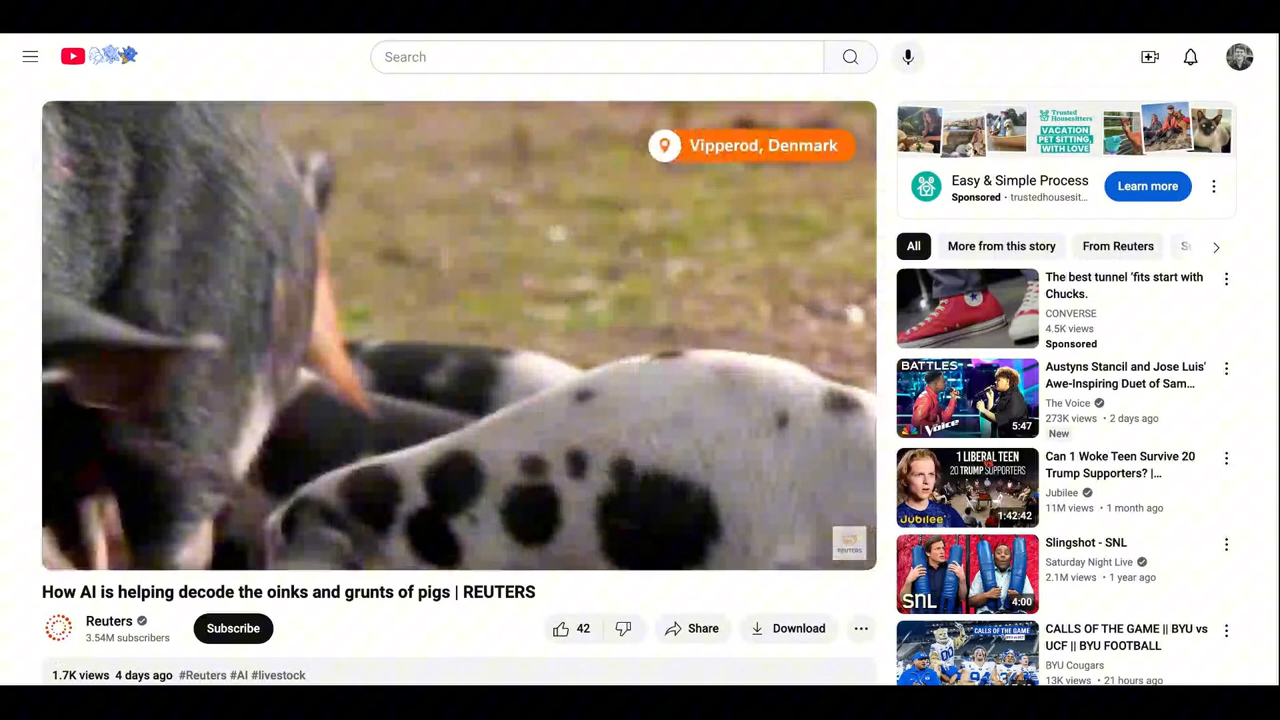 Search
Vipperod, Denmark
REUTERS
How AI is helping decode the oinks and grunts of pigs | REUTERS
Reuters
3.54M subscribers
Subscribe
42
Share
Download
1.7K views 4 days ago #Reuters #AI #livestock
Trusted
Housesitters
VACATION
PET SITTING,
WITH LOVE
Easy & Simple Process
Sponsored · trustedhousesit...
Learn more
All
More from this story
From Reuters
The best tunnel 'fits start with
Chucks.
CONVERSE
4.5K views
Sponsored
BATTLES
Voice
5:47
Austyns Stancil and Jose Luis'
Awe-Inspiring Duet of Sam...
The Voice
273K views • 2 days ago
New
1 LIBERAL TEEN
VS
20 TRUMP SUPPORTERS
Jubilee
1:42:42
Can 1 Woke Teen Survive 20
Trump Supporters? |...
Jubilee
11M views • 1 month ago
SNL
4:00
Slingshot - SNL
Saturday Night Live
2.1M views • 1 year ago
CALLS OF THE GAME
CALLS OF THE GAME || BYU vs
UCF || BYU FOOTBALL
BYU Cougars
13K views • 21 hours ago